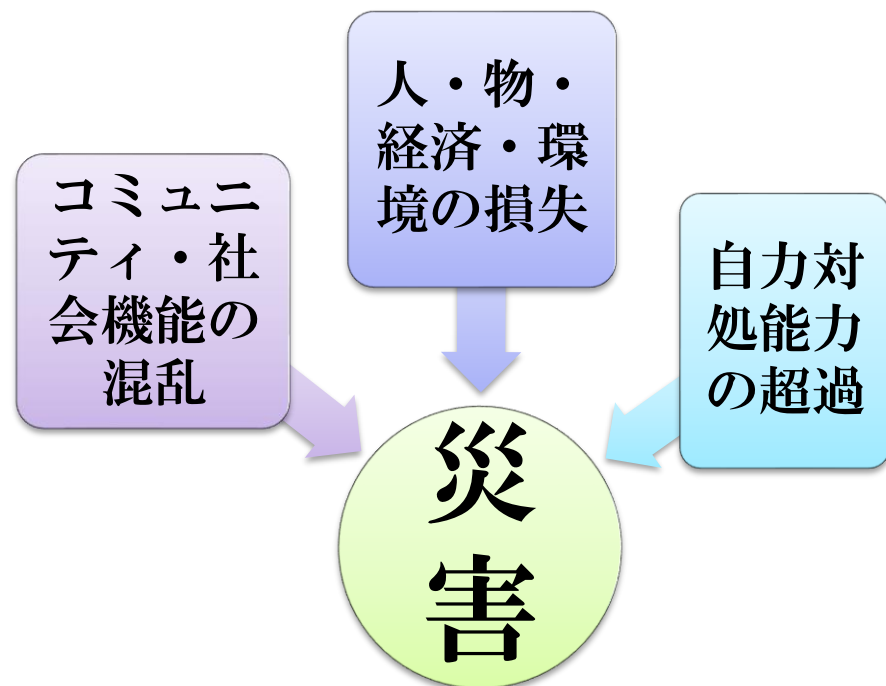 人・物・
経済・環
境の損失
コミュニ
ティ・社
会機能の
混乱
自力対
処能力
の超過
災
害